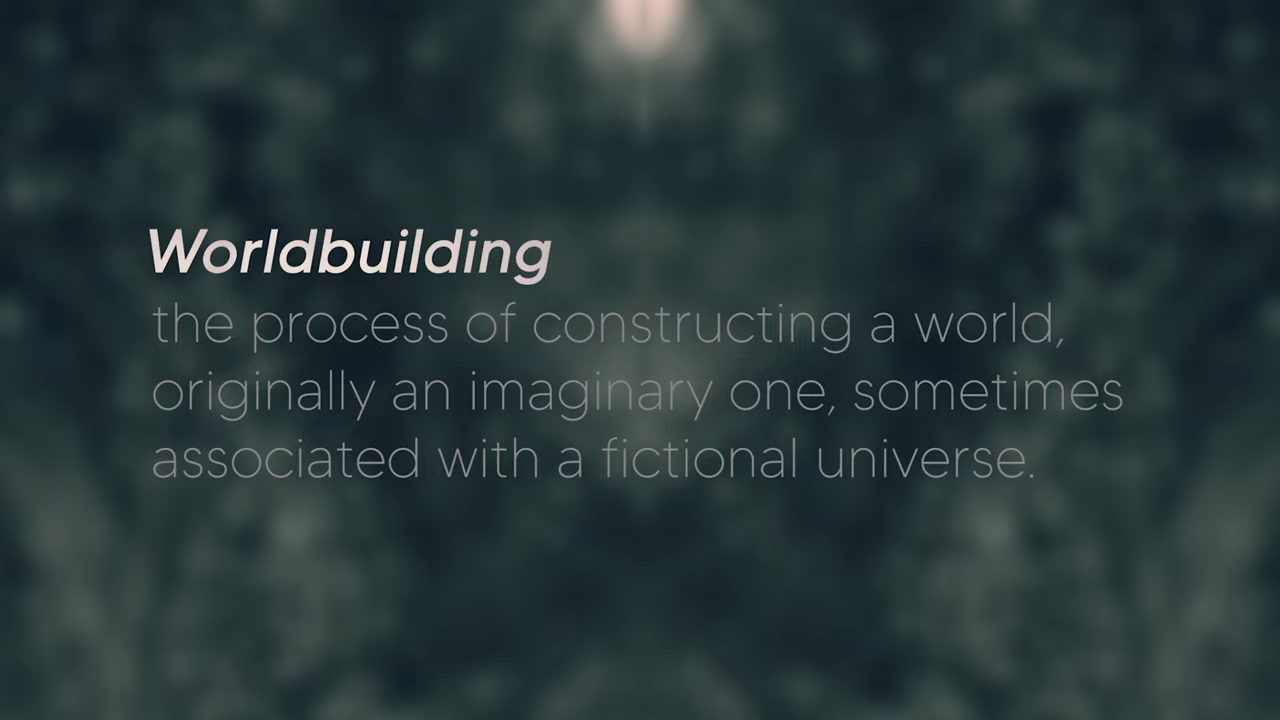 Worldbuilding
the process of constructing a world,
originally an imaginary one, sometimes
associated with a fictional universe.